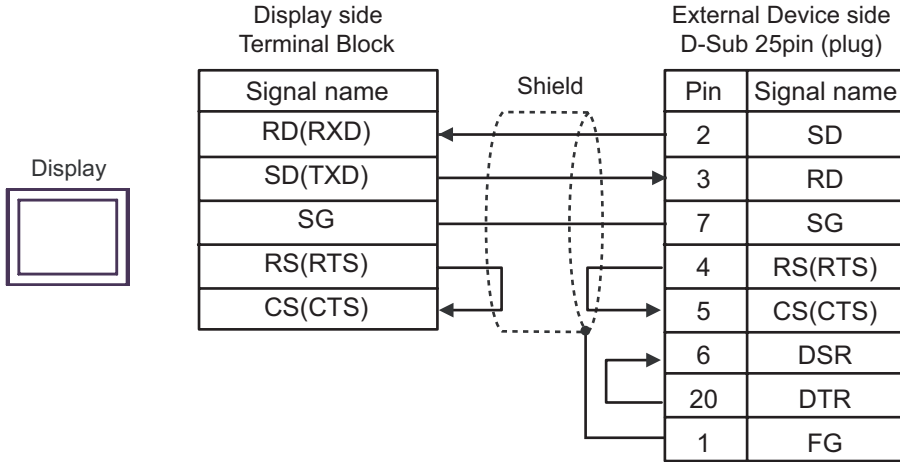 Display side
Terminal Block
External Device side
D-Sub 25pin (plug)
Signal name
Shield
Pin
Signal name
RD(RXD)
2
SD
Display
SD(TXD)
3
RD
SG
7
SG
RS(RTS)
4
RS(RTS)
CS(CTS)
5
CS(CTS)
6
DSR
20
DTR
1
FG